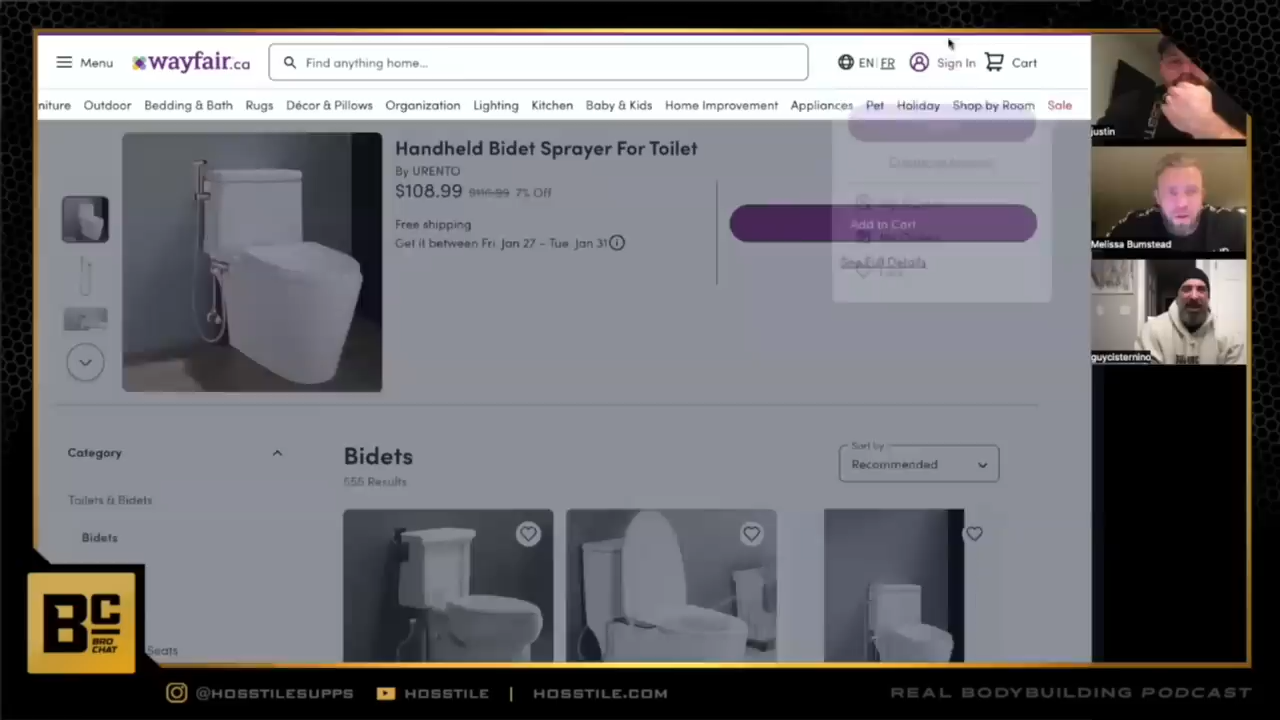 Menu
wayfair.ca
Find anything home...
EN FR
Sign In
Cart
niture Outdoor Bedding & Bath Rugs Décor & Pillows Organization Lighting Kitchen Baby & Kids Home Improvement Appliances Pet Holiday Shop by Room Sale
Handheld Bidet Sprayer For Toilet
By URENTO
$108.99 $116.99 7% Off
Free shipping
Get it between Fri. Jan 27 - Tue. Jan 31
Add to Cart
See Full Details
justin
Melissa Bumstead
guycisternino
Category
Toilets & Bidets
Bidets
Seats
Bidets
555 Results
Sort by
Recommended
BC
BRO
CHAT
@HOSSTILESUPPS HOSSTILE | HOSSTILE.COM
REAL BODYBUILDING PODCAST